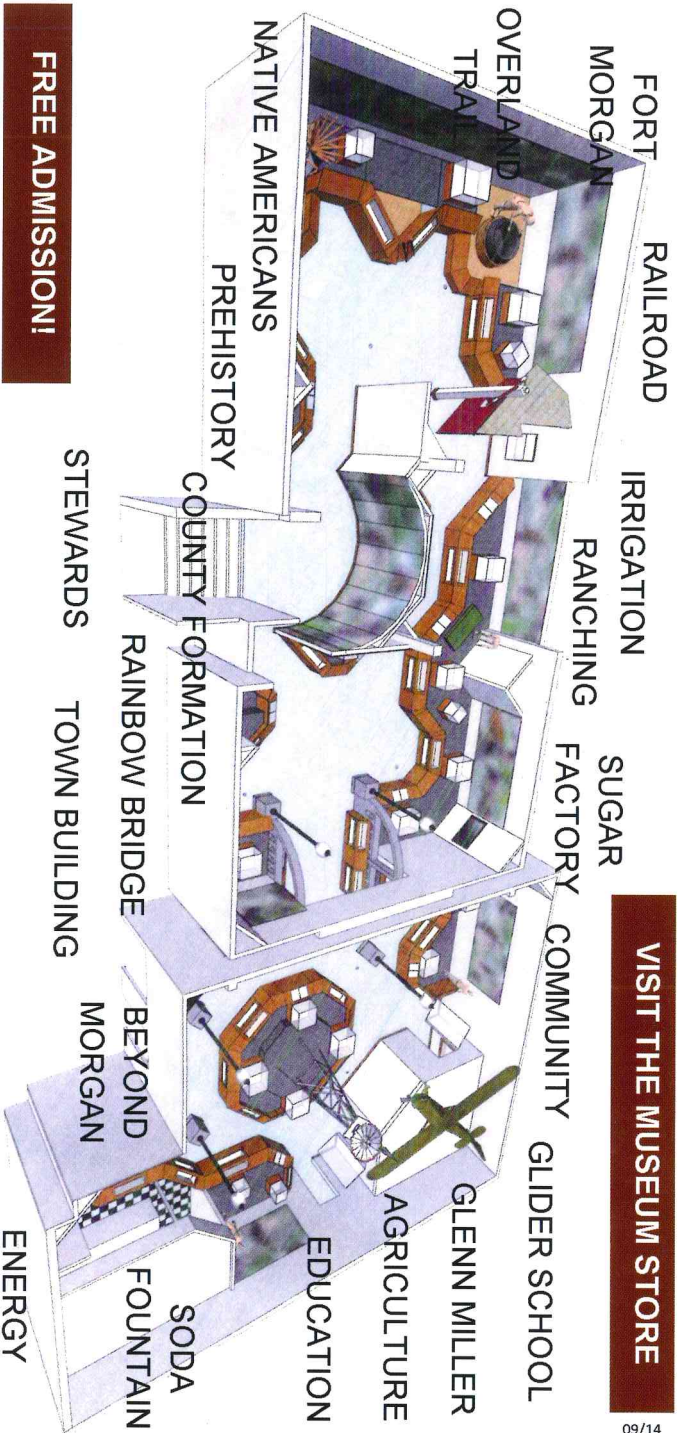 VISIT THE MUSEUM STORE
09/14
FORT
MORGAN
RAILROAD
IRRIGATION
RANCHING
SUGAR
FACTORY
COMMUNITY
GLIDER SCHOOL
GLENN MILLER
AGRICULTURE
EDUCATION
SODA
FOUNTAIN
ENERGY
OVERLAND
TRAIL
NATIVE AMERICANS
PREHISTORY
COUNTY FORMATION
STEWARDS
RAINBOW BRIDGE
TOWN BUILDING
BEYOND
MORGAN
FREE ADMISSION!